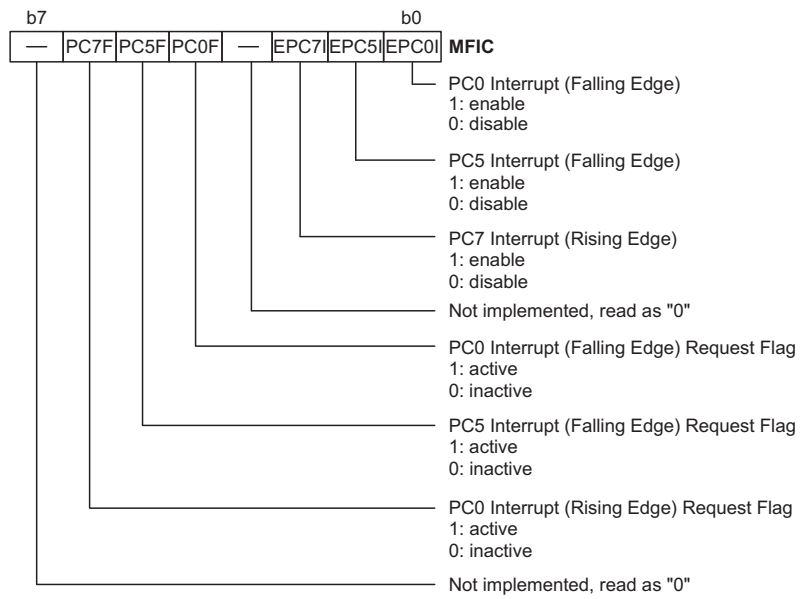 b7 b0
— PC7F PC5F PC0F — EPC7I EPC5I EPC0I MFIC
PC0 Interrupt (Falling Edge)
1: enable
0: disable
PC5 Interrupt (Falling Edge)
1: enable
0: disable
PC7 Interrupt (Rising Edge)
1: enable
0: disable
Not implemented, read as "0"
PC0 Interrupt (Falling Edge) Request Flag
1: active
0: inactive
PC5 Interrupt (Falling Edge) Request Flag
1: active
0: inactive
PC0 Interrupt (Rising Edge) Request Flag
1: active
0: inactive
Not implemented, read as "0"